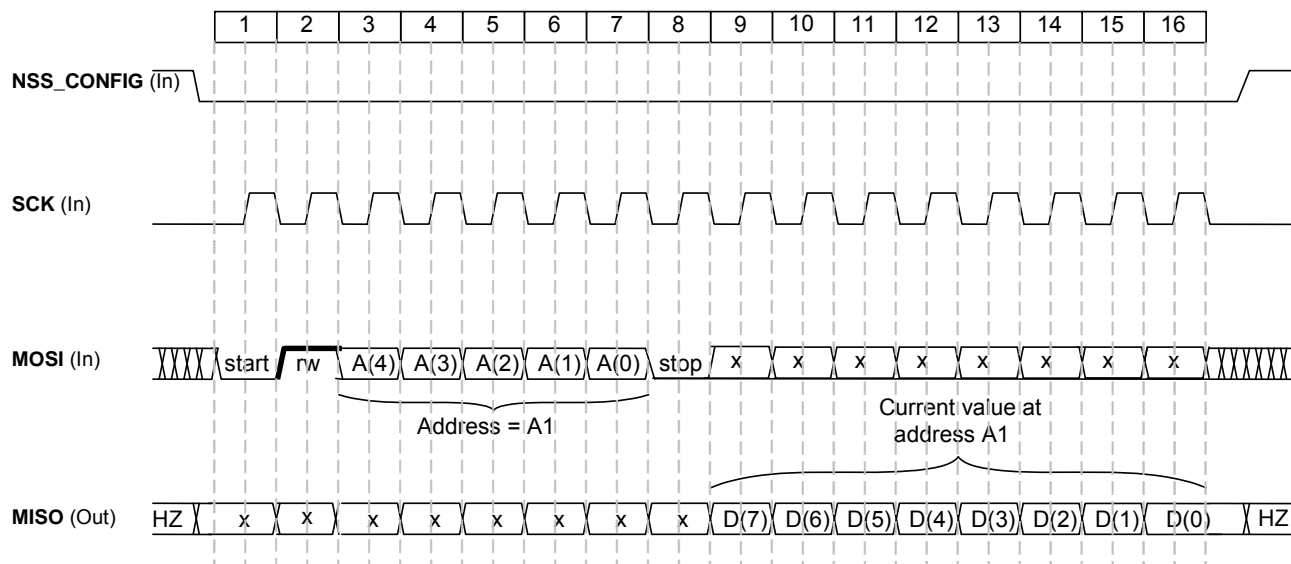 1 2 3 4 5 6 7 8 9 10 11 12 13 14 15 16
NSS_CONFIG (In)
SCK (In)
MOSI (In) start rw A(4) A(3) A(2) A(1) A(0) stop x x x x x x x x
Address = A1
Current value at
address A1
MISO (Out) HZ x x x x x x x x D(7) D(6) D(5) D(4) D(3) D(2) D(1) D(0) HZ